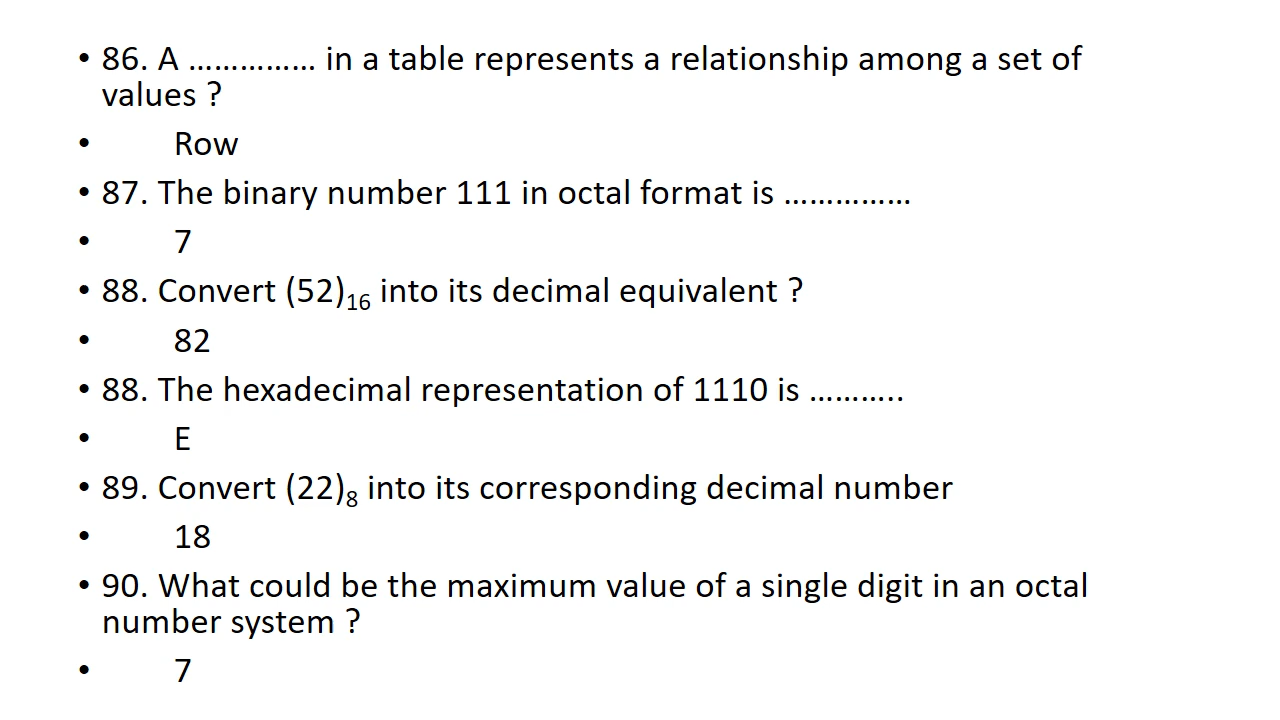 • 86. A …………… in a table represents a relationship among a set of
values ?
• Row
• 87. The binary number 111 in octal format is ……………
• 7
• 88. Convert (52)₁₆ into its decimal equivalent ?
• 82
• 88. The hexadecimal representation of 1110 is ………..
• E
• 89. Convert (22)₈ into its corresponding decimal number
• 18
• 90. What could be the maximum value of a single digit in an octal
number system ?
• 7